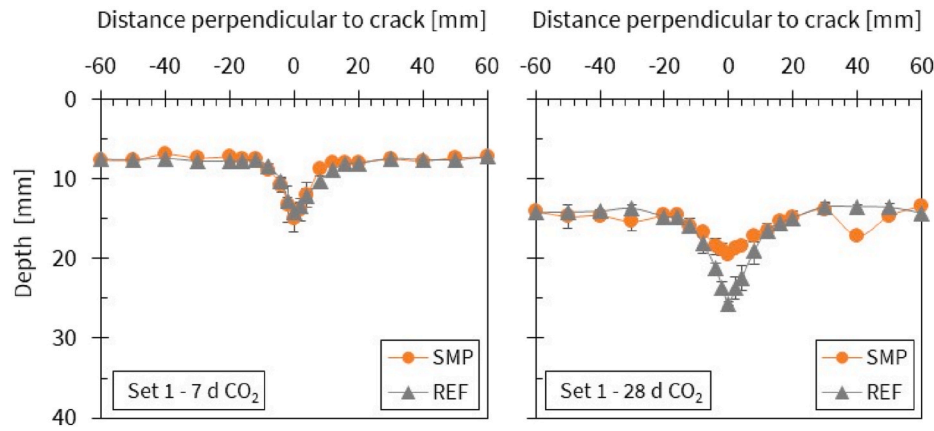 Distance perpendicular to crack [mm] Distance perpendicular to crack [mm]
-60 -40 -20 0 20 40 60 -60 -40 -20 0 20 40 60
0
10
20
30
40
Depth [mm]
SMP
REF
Set 1 - 7 d CO₂
SMP
REF
Set 1 - 28 d CO₂